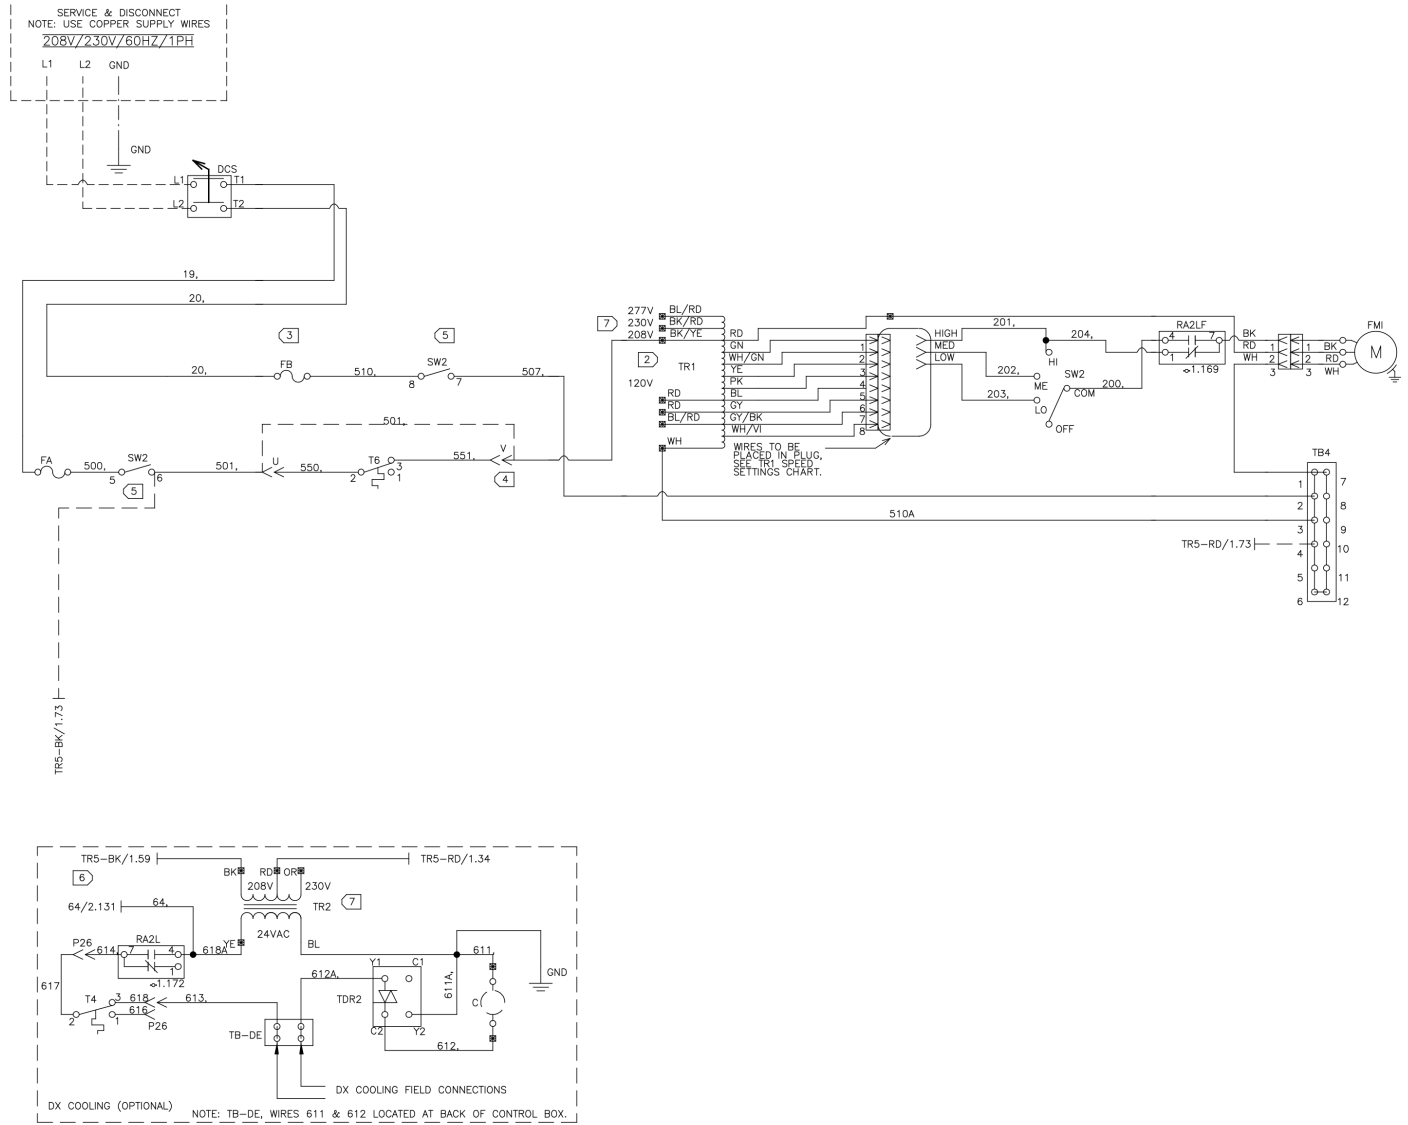 SERVICE & DISCONNECT
NOTE: USE COPPER SUPPLY WIRES
208V/230V/60HZ/1PH
L1 L2 GND
GND
DCS
L1 T1
L2 T2
19,
20,
3 5
20, FB 510, SW2 507,
8 7
501,
FA 500, SW2 501, U 550, T6 551, V
5 6 2 3 1
5 4
TR5-BK/1.73
7
277V BL/RD
230V BK/RD
208V BK/YE
2
TR1
120V
RD
RD
BL/RD
WH
RD
GN
WH/GN
YE
PK
BL
GY
GY/BK
WH/VI
1
2
3
4
5
6
7
8
HIGH
MED
LOW
WIRES TO BE
PLACED IN PLUG,
SEE TR1 SPEED
SETTINGS CHART.
201,
204,
HI
202,
ME
SW2
COM
200,
203,
LO
OFF
RA2LF
4 7
1
1.169
BK
RD
WH
1 1
2 2
3 3
BK
RD
WH
FMI
M
TB4
1 7
2 8
3 9
4 10
5 11
6 12
510A
TR5-RD/1.73
TR5-BK/1.59
TR5-RD/1.34
6
BK RD OR
208V 230V
7
TR2
24VAC
YE BL
64/2.131 64,
RA2L
P26 614, 7 4 618A
1
1.172
617
T4 3 618 613,
2 1 616
P26
TB-DE
612A,
Y1 C1
TDR2
C2 Y2
611A,
611,
C
612,
GND
DX COOLING FIELD CONNECTIONS
DX COOLING (OPTIONAL)
NOTE: TB-DE, WIRES 611 & 612 LOCATED AT BACK OF CONTROL BOX.